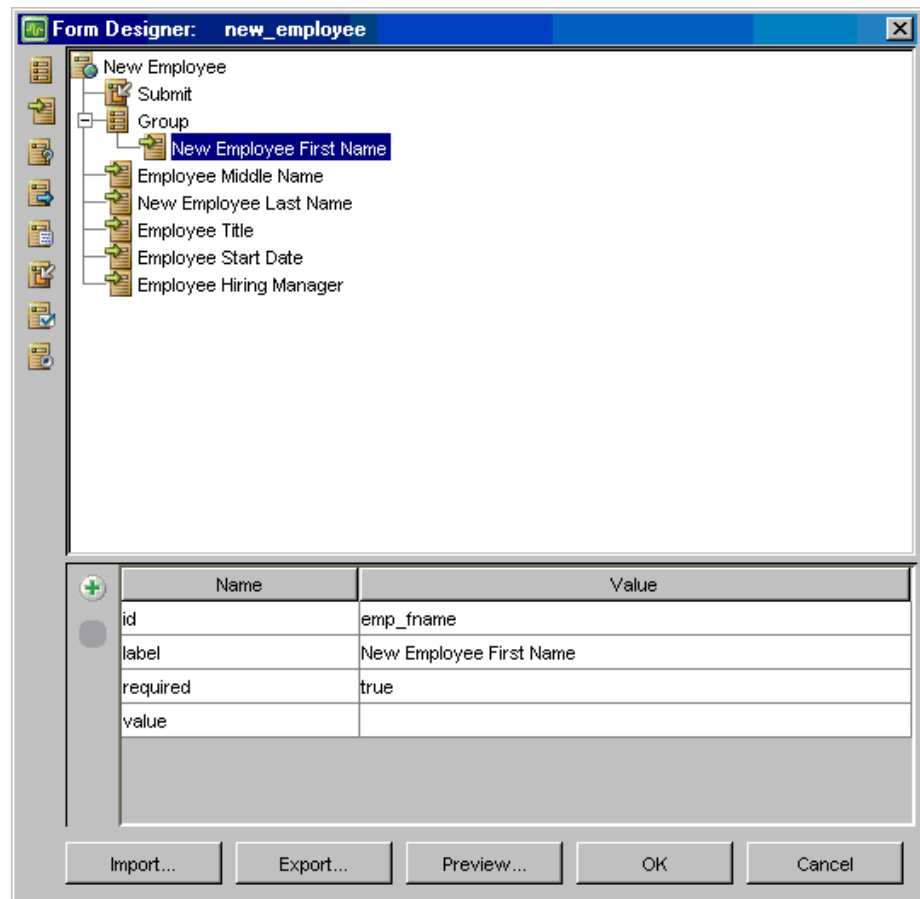 Form Designer: new_employee
New Employee
Submit
Group
New Employee First Name
Employee Middle Name
New Employee Last Name
Employee Title
Employee Start Date
Employee Hiring Manager
Name Value
id emp_fname
label New Employee First Name
required true
value
Import... Export... Preview... OK Cancel